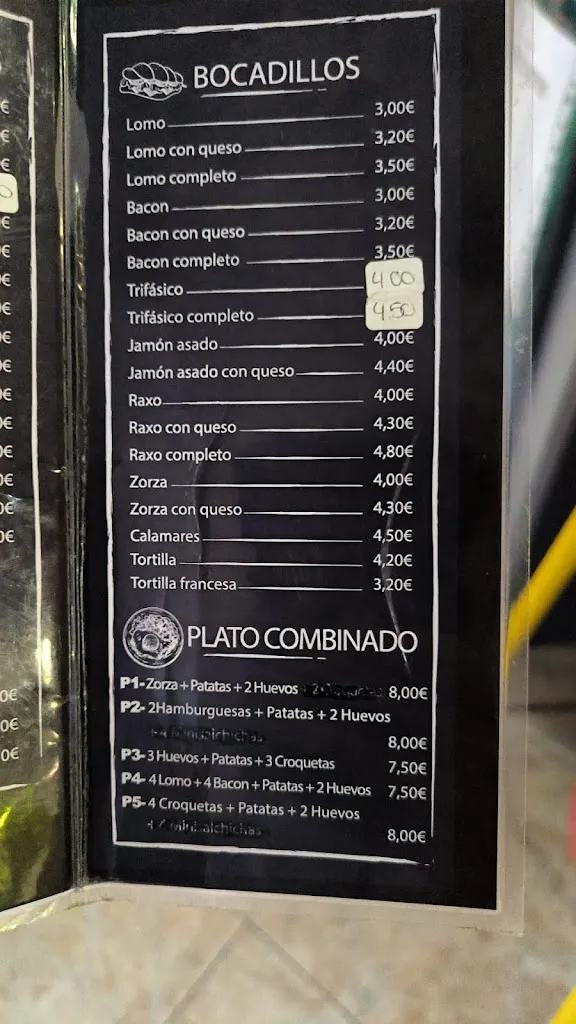 BOCADILLOS
Lomo 3,00€
Lomo con queso 3,20€
Lomo completo 3,50€
Bacon 3,00€
Bacon con queso 3,20€
Bacon completo 3,50€
Trifásico 4.00
Trifásico completo 4.50
Jamón asado 4,00€
Jamón asado con queso 4,40€
Raxo 4,00€
Raxo con queso 4,30€
Raxo completo 4,80€
Zorza 4,00€
Zorza con queso 4,30€
Calamares 4,50€
Tortilla 4,20€
Tortilla francesa 3,20€
PLATO COMBINADO
P1- Zorza + Patatas + 2 Huevos 8,00€
P2- 2Hamburguesas + Patatas + 2 Huevos
8,00€
P3- 3 Huevos + Patatas + 3 Croquetas 7,50€
P4- 4 Lomo + 4 Bacon + Patatas + 2 Huevos 7,50€
P5- 4 Croquetas + Patatas + 2 Huevos
+ 4 Minisalchichas 8,00€